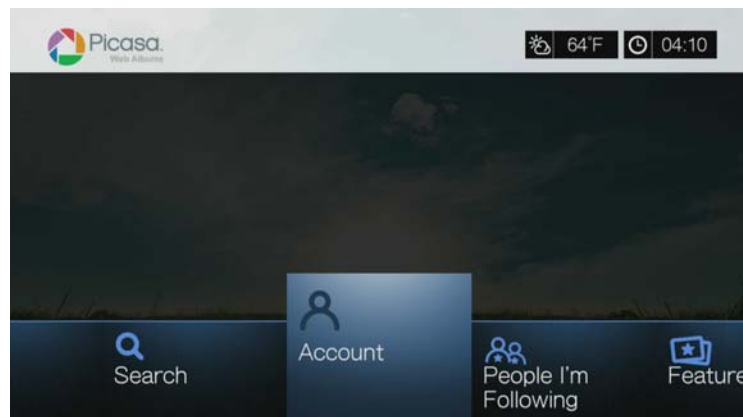 Picasa.
Web Albums
64°F
04:10
Search
Account
People I'm
Following
Feature